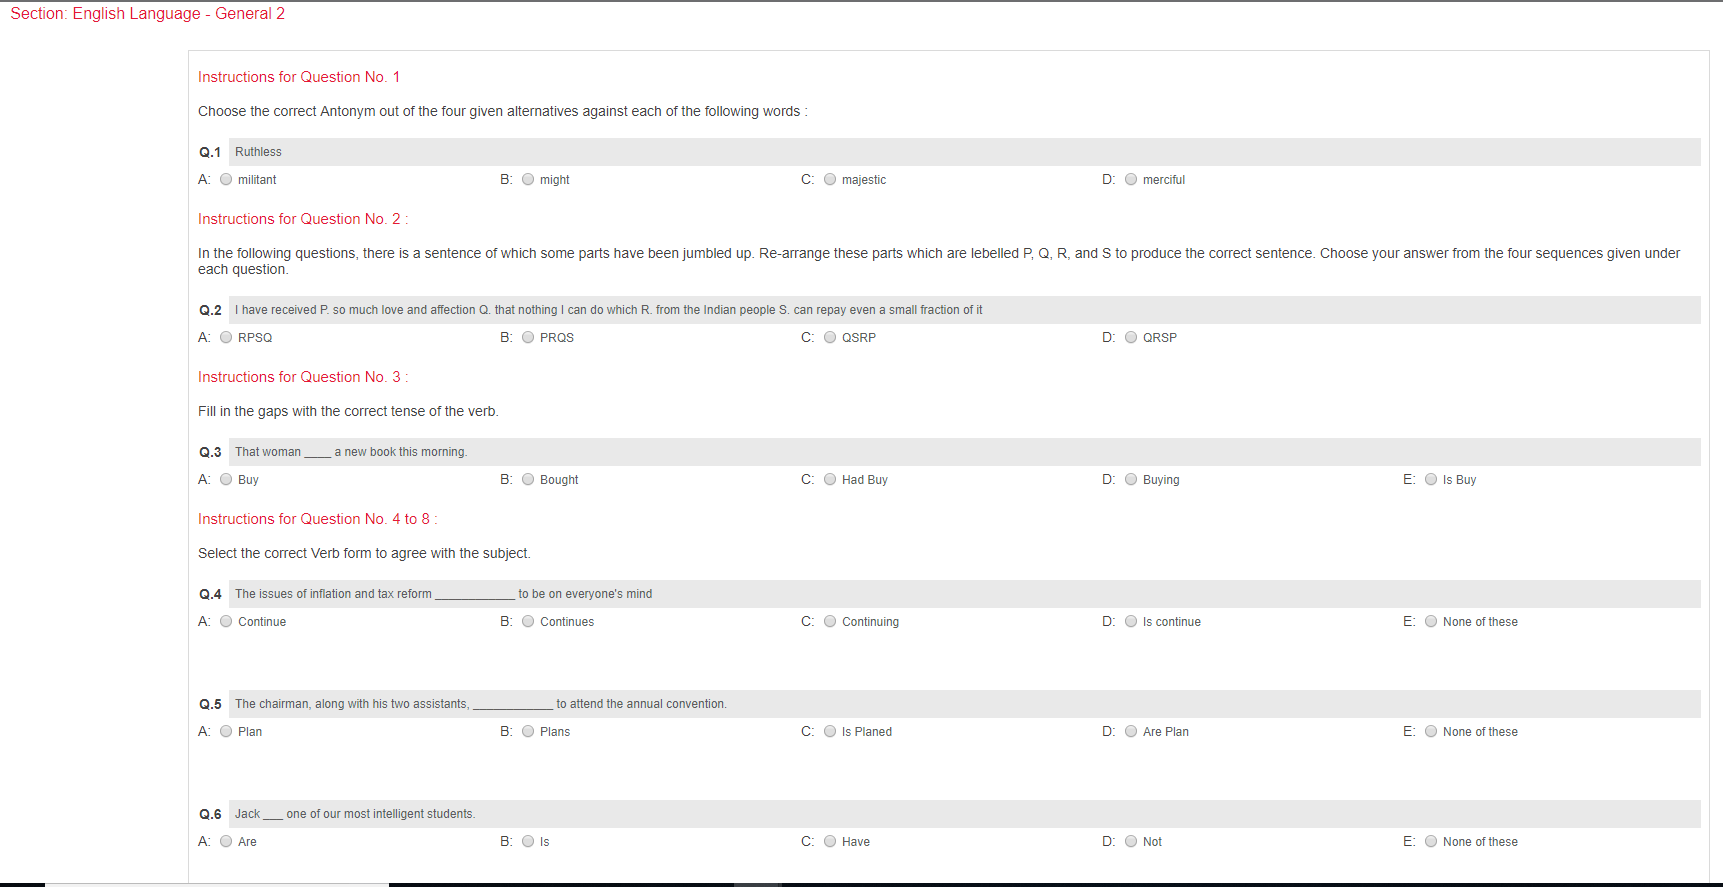 Section: English Language - General 2
Instructions for Question No. 1
Choose the correct Antonym out of the four given alternatives against each of the following words :
Q.1 Ruthless
A: militant B: might C: majestic D: merciful
Instructions for Question No. 2 :
In the following questions, there is a sentence of which some parts have been jumbled up. Re-arrange these parts which are lebelled P, Q, R, and S to produce the correct sentence. Choose your answer from the four sequences given under
each question.
Q.2 I have received P. so much love and affection Q. that nothing I can do which R. from the Indian people S. can repay even a small fraction of it
A: RPSQ B: PRQS C: QSRP D: QRSP
Instructions for Question No. 3 :
Fill in the gaps with the correct tense of the verb.
Q.3 That woman ____ a new book this morning.
A: Buy B: Bought C: Had Buy D: Buying E: Is Buy
Instructions for Question No. 4 to 8 :
Select the correct Verb form to agree with the subject.
Q.4 The issues of inflation and tax reform ____________ to be on everyone's mind
A: Continue B: Continues C: Continuing D: Is continue E: None of these
Q.5 The chairman, along with his two assistants, ____________ to attend the annual convention.
A: Plan B: Plans C: Is Planed D: Are Plan E: None of these
Q.6 Jack ___ one of our most intelligent students.
A: Are B: Is C: Have D: Not E: None of these